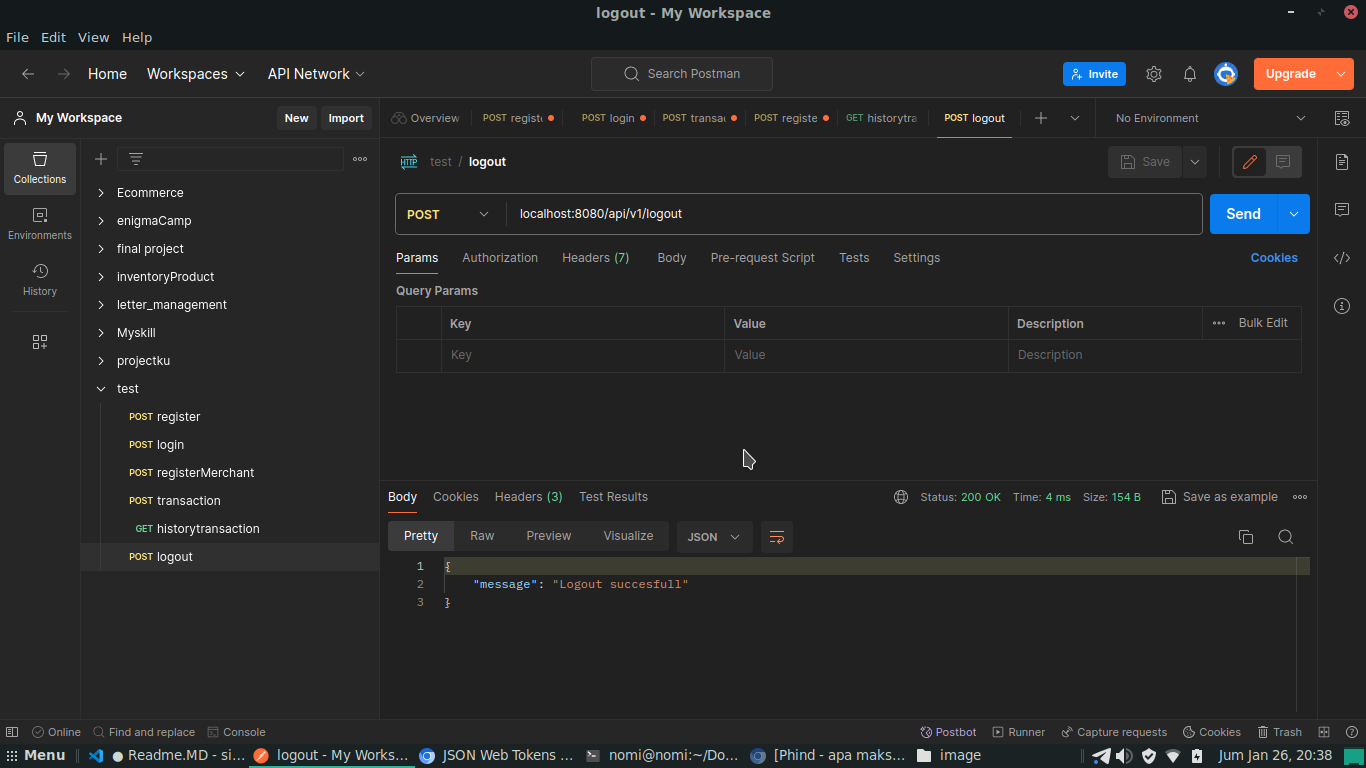 logout - My Workspace
File Edit View Help
Home Workspaces API Network Search Postman Invite Upgrade
My Workspace New Import
Overview POST registe POST login POST transac POST registe GET historytra POST logout No Environment
Collections
Environments
History
Ecommerce
enigmaCamp
final project
inventoryProduct
letter_management
Myskill
projectku
test
POST register
POST login
POST registerMerchant
POST transaction
GET historytransaction
POST logout
HTTP test / logout Save
POST localhost:8080/api/v1/logout Send
Params Authorization Headers (7) Body Pre-request Script Tests Settings Cookies
Query Params
Key Value Description Bulk Edit
Key Value Description
Body Cookies Headers (3) Test Results Status: 200 OK Time: 4 ms Size: 154 B Save as example
Pretty Raw Preview Visualize JSON
1 {
2 "message": "Logout succesfull"
3 }
Online Find and replace Console Postbot Runner Capture requests Cookies Trash
Menu Readme.MD - si... logout - My Works... JSON Web Tokens ... nomi@nomi:~/Do... [Phind - apa maks... image Jum Jan 26, 20:38